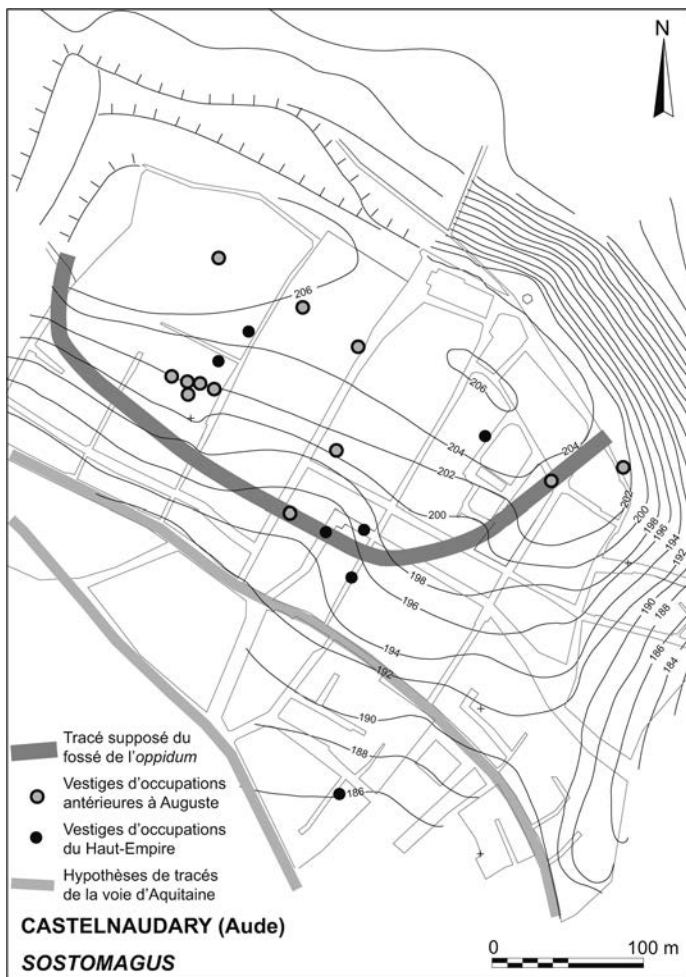 N
206
206
204
204
202
202
200
200
198
198
196
196
194
194
192
192
190
190
188
188
186
186
184
Tracé supposé du
fossé de l'oppidum
Vestiges d'occupations
antérieures à Auguste
Vestiges d'occupations
du Haut-Empire
Hypothèses de tracés
de la voie d'Aquitaine
CASTELNAUDARY (Aude)
SOSTOMAGUS
0 100 m